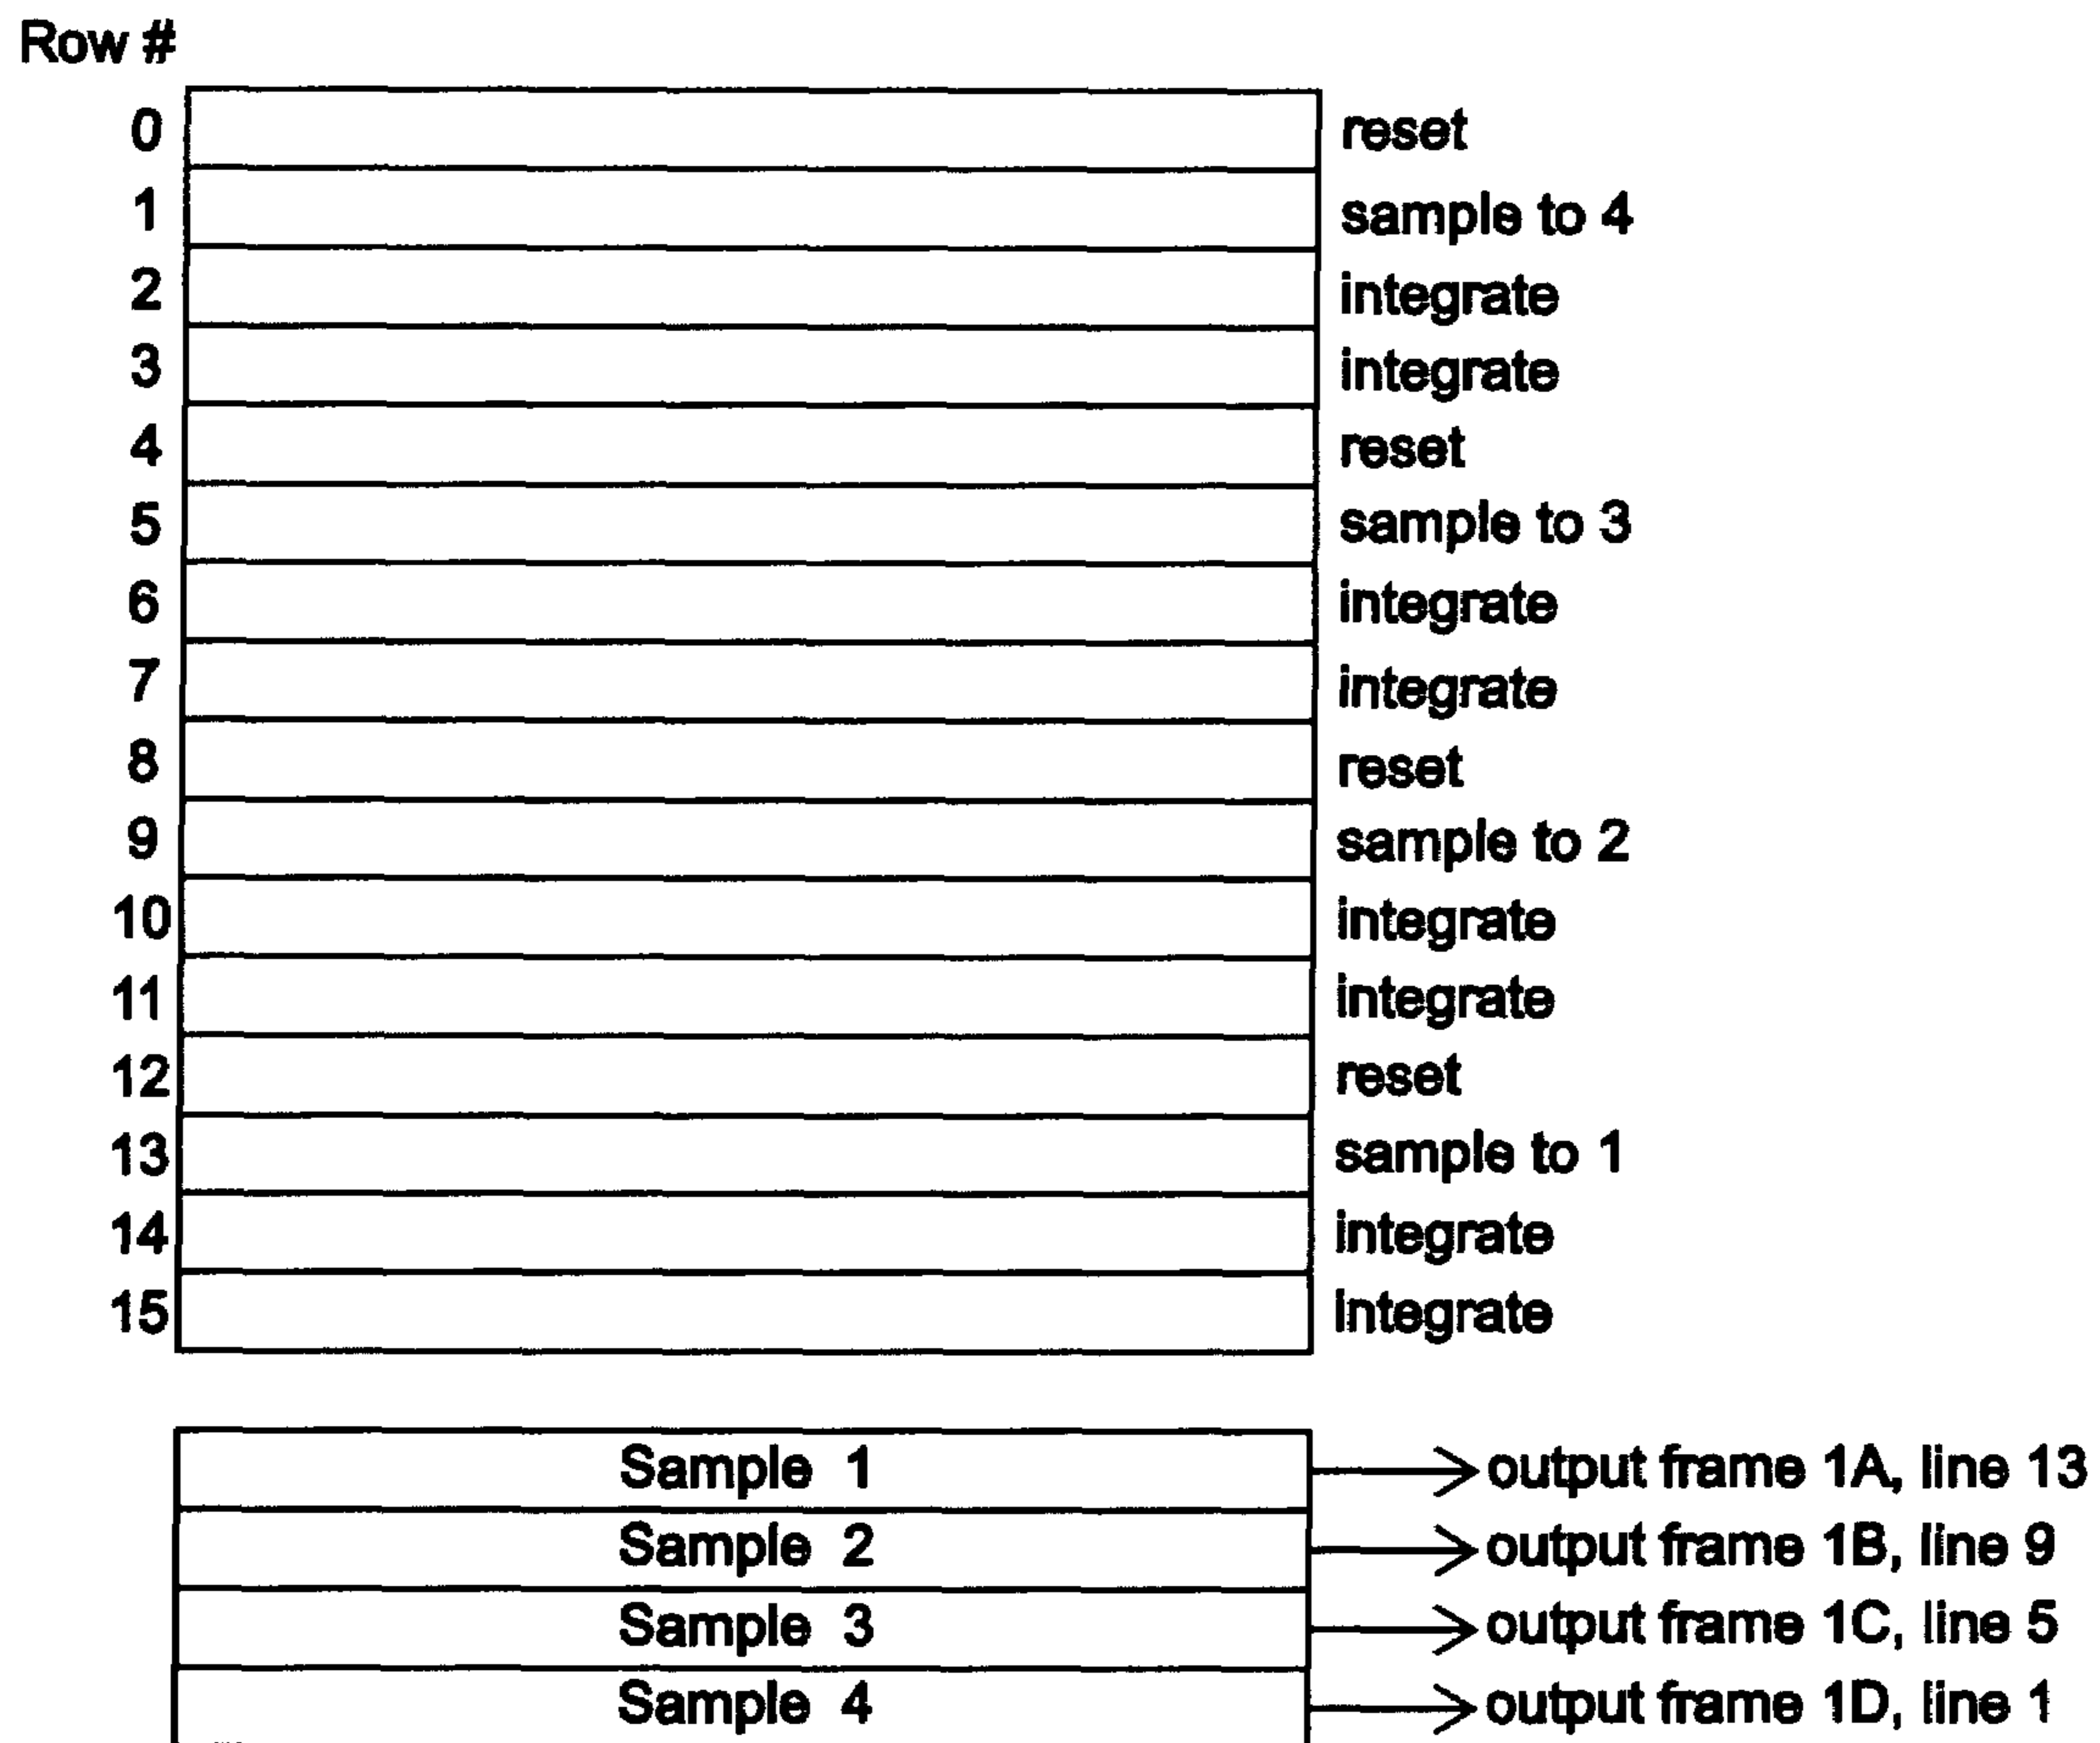 Row #
0 reset
1 sample to 4
2 integrate
3 integrate
4 reset
5 sample to 3
6 integrate
7 integrate
8 reset
9 sample to 2
10 integrate
11 integrate
12 reset
13 sample to 1
14 integrate
15 integrate
Sample 1 output frame 1A, line 13
Sample 2 output frame 1B, line 9
Sample 3 output frame 1C, line 5
Sample 4 output frame 1D, line 1